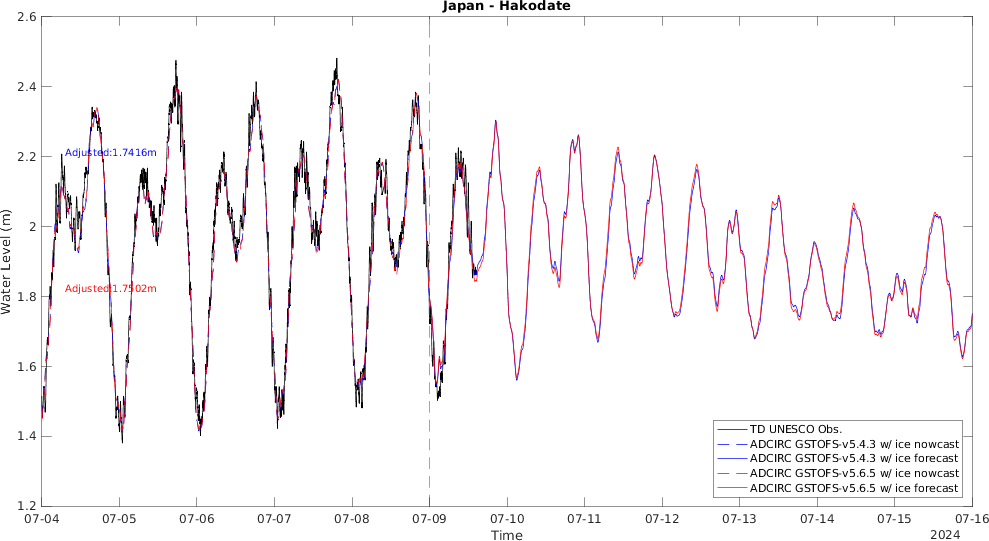 Japan - Hakodate
2.6
2.4
2.2
2
1.8
1.6
1.4
1.2
Water Level (m)
Adjusted:1.7416m
Adjusted:1.7502m
TD UNESCO Obs.
ADCIRC GSTOFS-v5.4.3 w/ ice nowcast
ADCIRC GSTOFS-v5.4.3 w/ ice forecast
ADCIRC GSTOFS-v5.6.5 w/ ice nowcast
ADCIRC GSTOFS-v5.6.5 w/ ice forecast
07-04 07-05 07-06 07-07 07-08 07-09 07-10 07-11 07-12 07-13 07-14 07-15 07-16
Time
2024